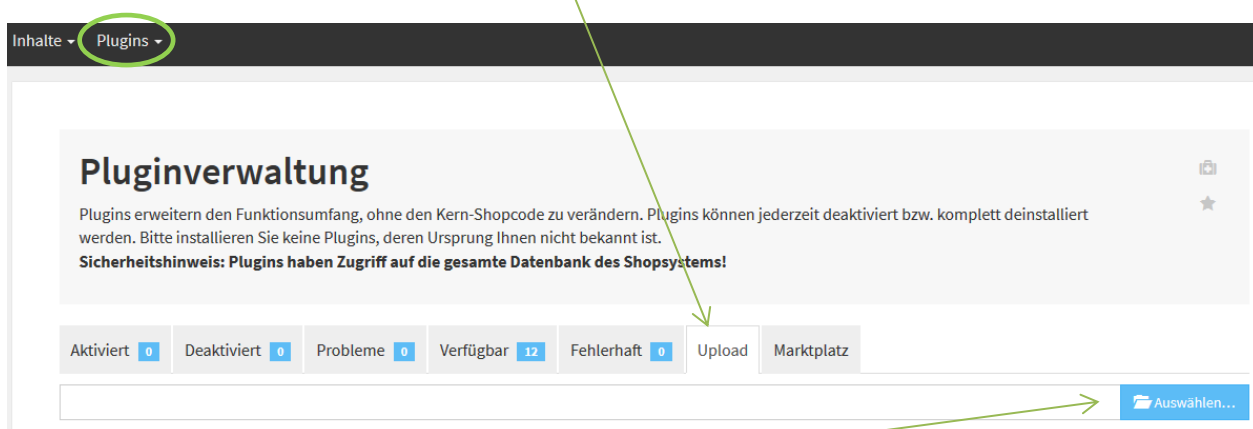 Inhalte Plugins
Pluginverwaltung
Plugins erweitern den Funktionsumfang, ohne den Kern-Shopcode zu verändern. Plugins können jederzeit deaktiviert bzw. komplett deinstalliert
werden. Bitte installieren Sie keine Plugins, deren Ursprung Ihnen nicht bekannt ist.
Sicherheitshinweis: Plugins haben Zugriff auf die gesamte Datenbank des Shopsystems!
Aktiviert 0 Deaktiviert 0 Probleme 0 Verfügbar 12 Fehlerhaft 0 Upload Marktplatz
Auswählen...